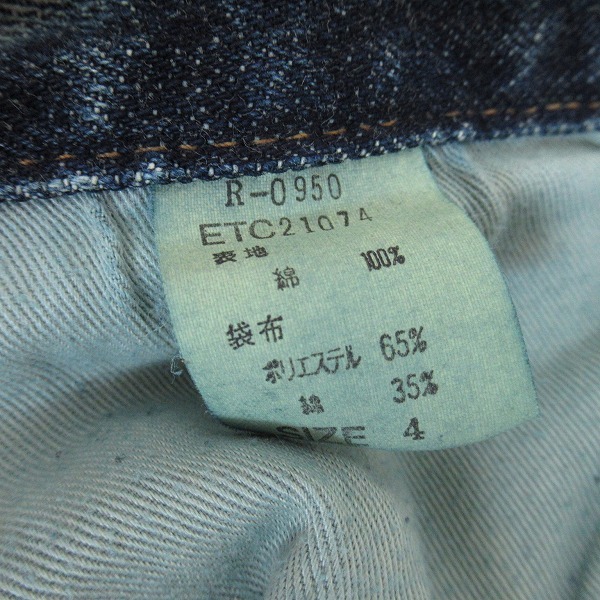 R-0950
ETC21074
表地
綿 100%
袋布
ポリエステル 65%
綿 35%
SIZE 4